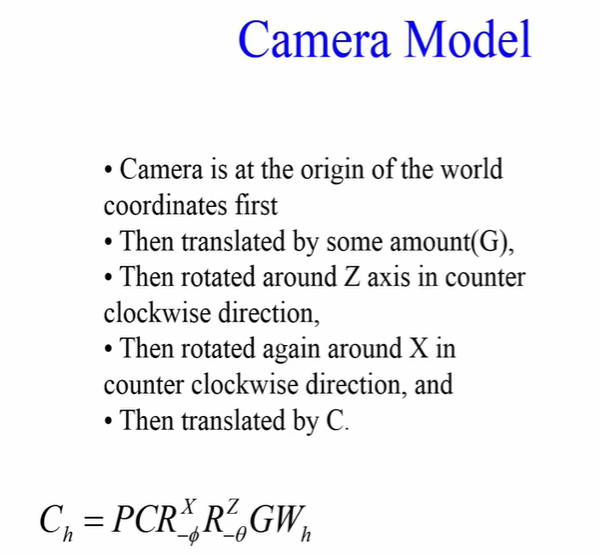 Camera Model
• Camera is at the origin of the world
coordinates first
• Then translated by some amount(G),
• Then rotated around Z axis in counter
clockwise direction,
• Then rotated again around X in
counter clockwise direction, and
• Then translated by C.
C_h = PCR_{-ϕ}^X R_{-θ}^Z GW_h